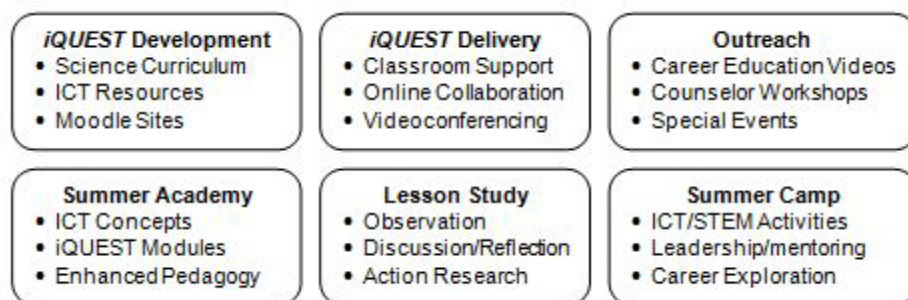 iQUEST Development
• Science Curriculum
• ICT Resources
• Moodle Sites
iQUEST Delivery
• Classroom Support
• Online Collaboration
• Videoconferencing
Outreach
• Career Education Videos
• Counselor Workshops
• Special Events
Summer Academy
• ICT Concepts
• iQUEST Modules
• Enhanced Pedagogy
Lesson Study
• Observation
• Discussion/Reflection
• Action Research
Summer Camp
• ICT/STEM Activities
• Leadership/mentoring
• Career Exploration